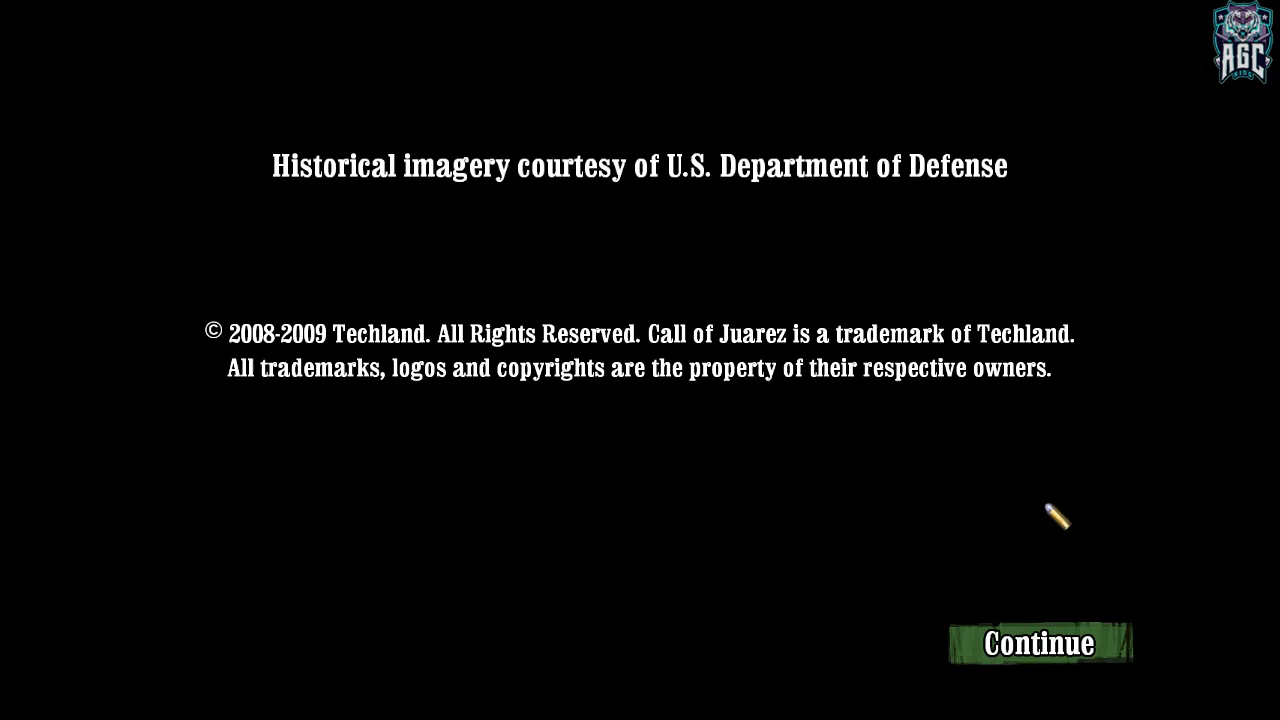 AGC
KIDS
Historical imagery courtesy of U.S. Department of Defense
© 2008-2009 Techland. All Rights Reserved. Call of Juarez is a trademark of Techland.
All trademarks, logos and copyrights are the property of their respective owners.
Continue